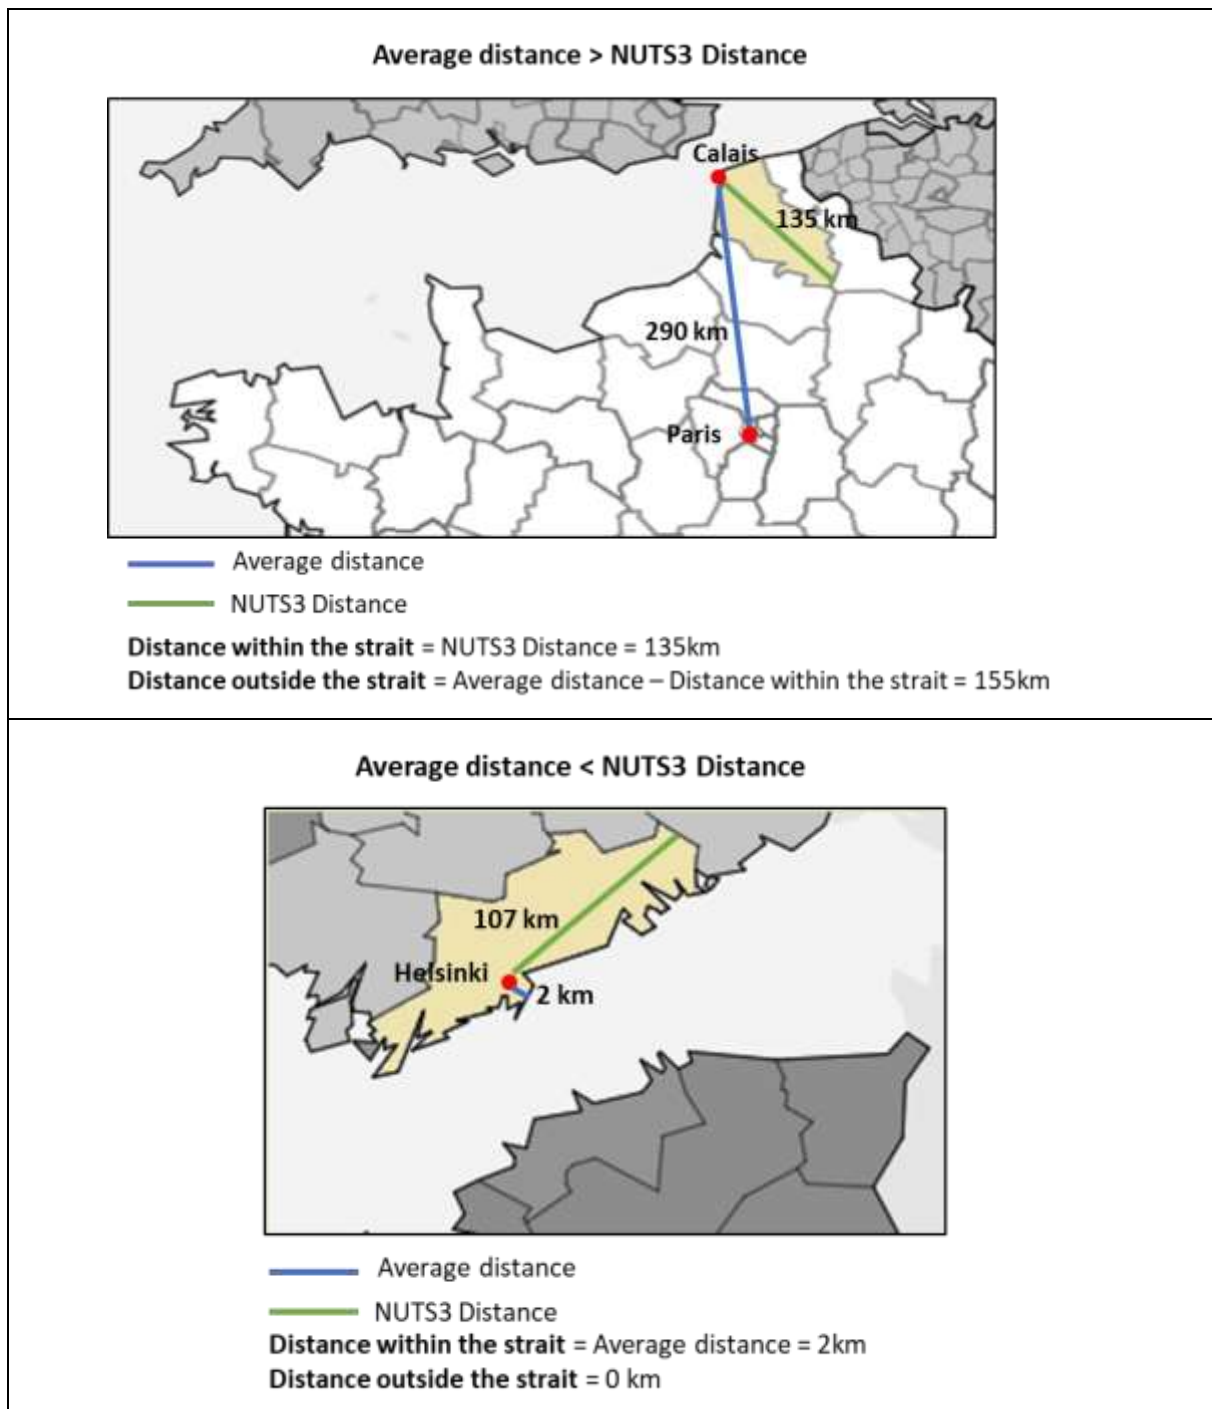 Average distance > NUTS3 Distance
Calais
135 km
290 km
Paris
Average distance
NUTS3 Distance
Distance within the strait = NUTS3 Distance = 135km
Distance outside the strait = Average distance – Distance within the strait = 155km
Average distance < NUTS3 Distance
107 km
Helsinki
2 km
Average distance
NUTS3 Distance
Distance within the strait = Average distance = 2km
Distance outside the strait = 0 km